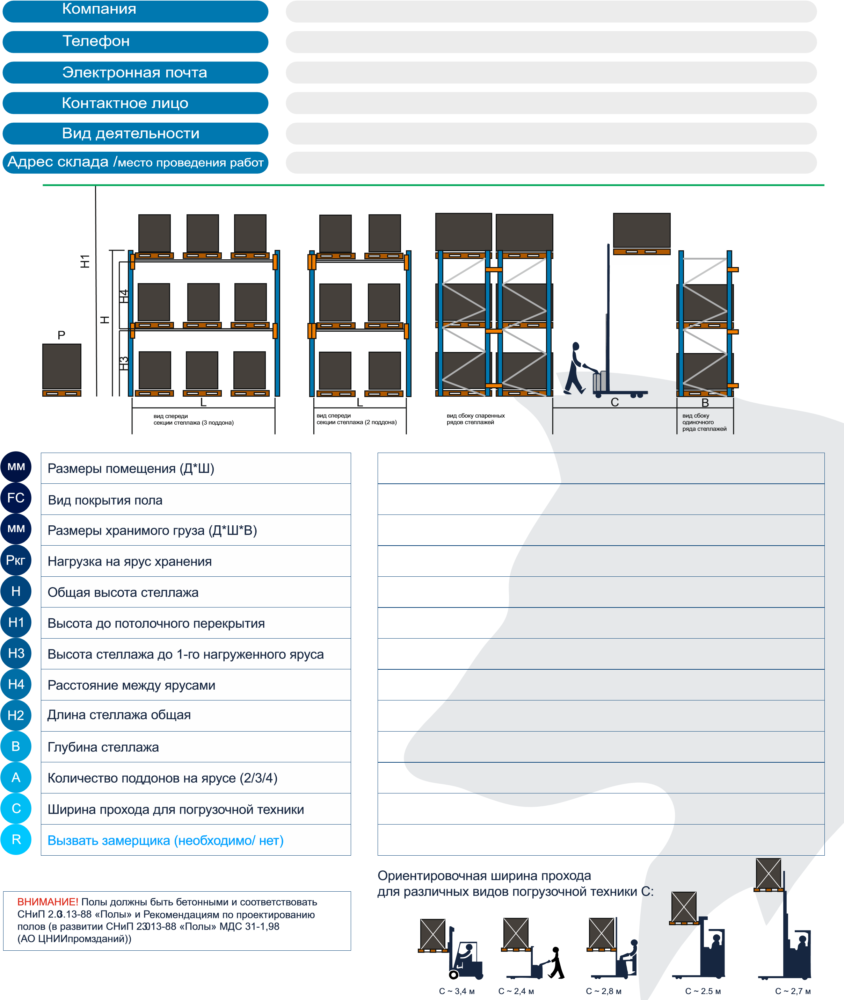 Компания
Телефон
Электронная почта
Контактное лицо
Вид деятельности
Адрес склада /место проведения работ
H1
H4
H
P
H3
L
L
C
B
вид спереди
секции стеллажа (3 поддона)
вид спереди
секции стеллажа (2 поддона)
вид сбоку спаренных
рядов стеллажей
вид сбоку
одиночного
ряда стеллажей
мм Размеры помещения (Д*Ш)
FC Вид покрытия пола
мм Размеры хранимого груза (Д*Ш*В)
Ркг Нагрузка на ярус хранения
H Общая высота стеллажа
H1 Высота до потолочного перекрытия
H3 Высота стеллажа до 1-го нагруженного яруса
H4 Расстояние между ярусами
H2 Длина стеллажа общая
B Глубина стеллажа
A Количество поддонов на ярусе (2/3/4)
C Ширина прохода для погрузочной техники
R Вызвать замерщика (необходимо/ нет)
ВНИМАНИЕ! Полы должны быть бетонными и соответствовать
СНиП 2.03.13-88 «Полы» и Рекомендациям по проектированию
полов (в развитии СНиП 23013-88 «Полы» МДС 31-1,98
(АО ЦНИИпромзданий))
Ориентировочная ширина прохода
для различных видов погрузочной техники С:
C ~ 3,4 м
C ~ 2,4 м
C ~ 2,8 м
C ~ 2.5 м
C ~ 2,7 м